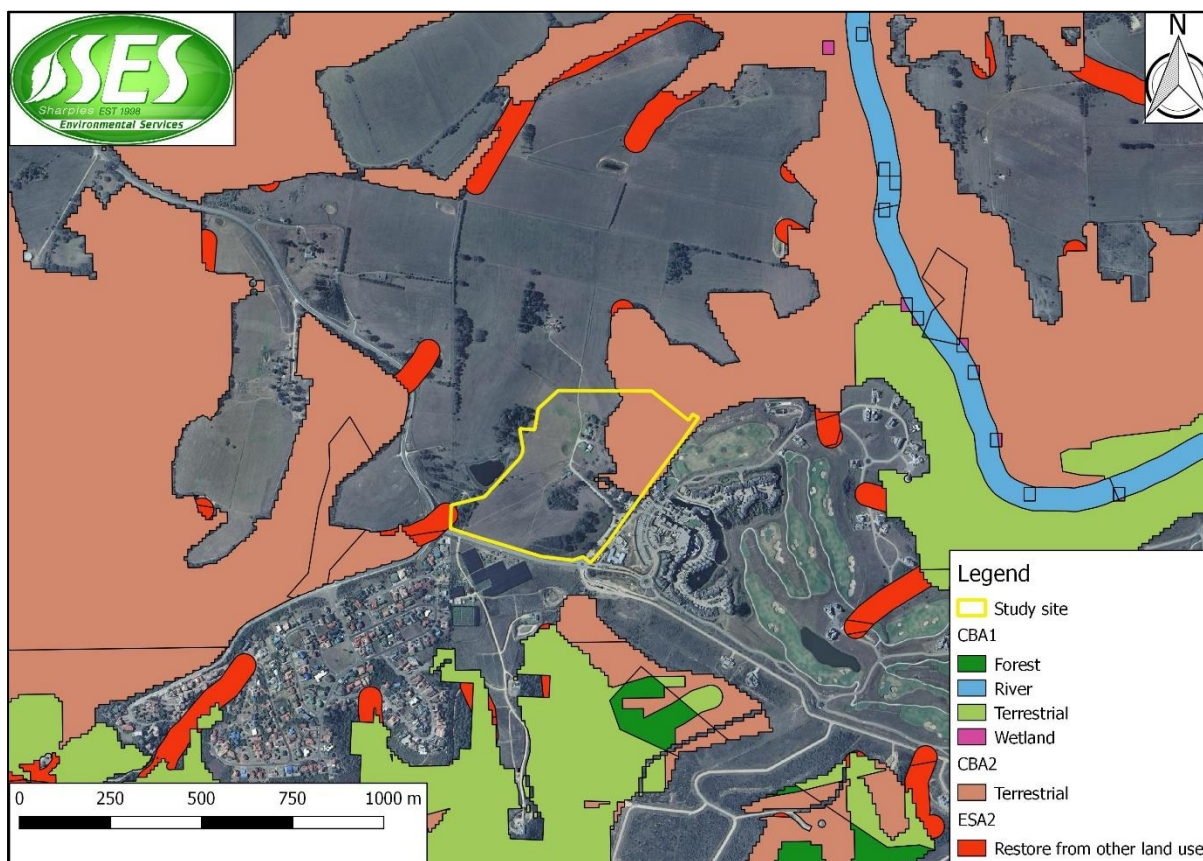 SES
Sharples EST 1998
Environmental Services
N
Legend
Study site
CBA1
Forest
River
Terrestrial
Wetland
CBA2
Terrestrial
ESA2
Restore from other land use
0 250 500 750 1000 m